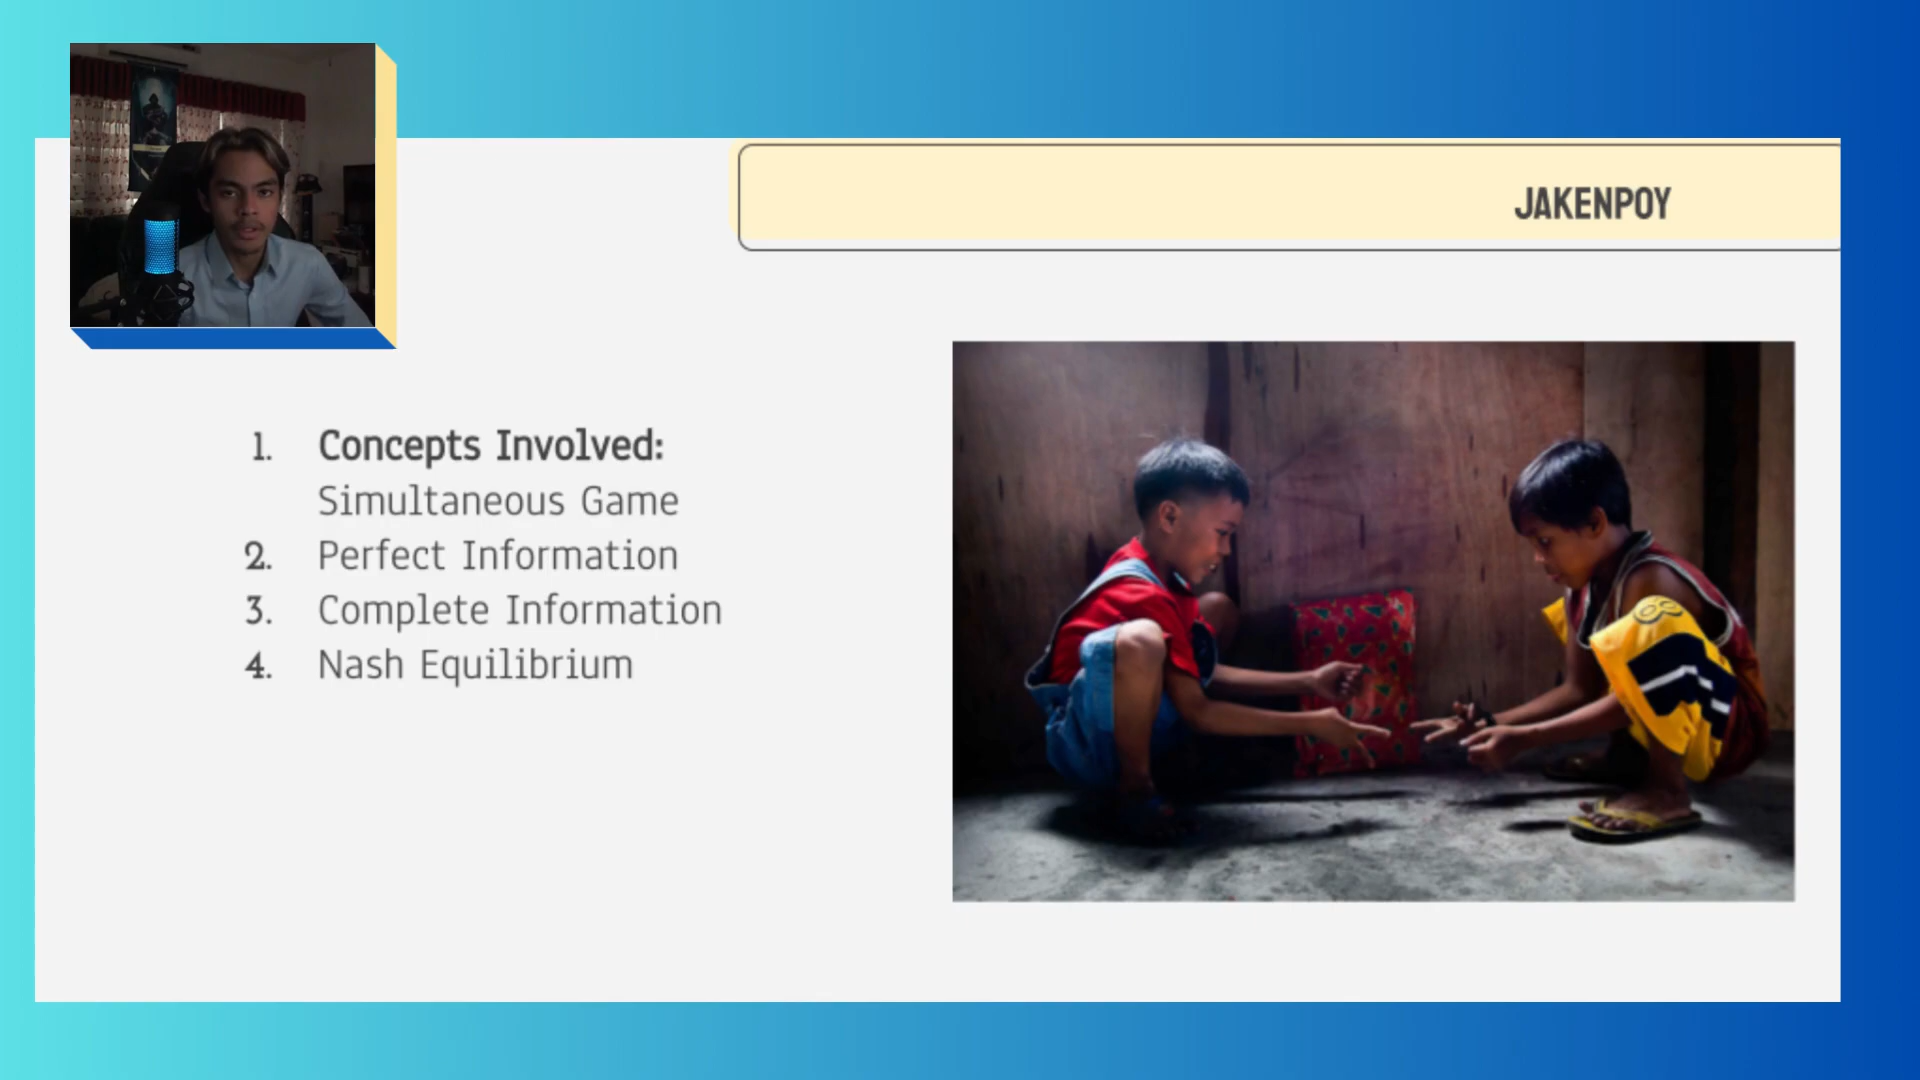 JAKENPOY
1. Concepts Involved:
Simultaneous Game
2. Perfect Information
3. Complete Information
4. Nash Equilibrium